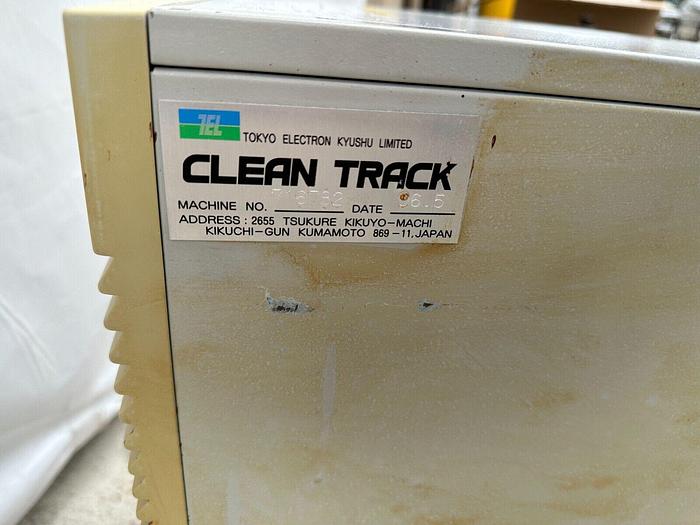 TEL
TOKYO ELECTRON KYUSHU LIMITED
CLEAN TRACK
MACHINE NO. DATE
ADDRESS : 2655 TSUKURE KIKUYO-MACHI
KIKUCHI-GUN KUMAMOTO 869-11, JAPAN